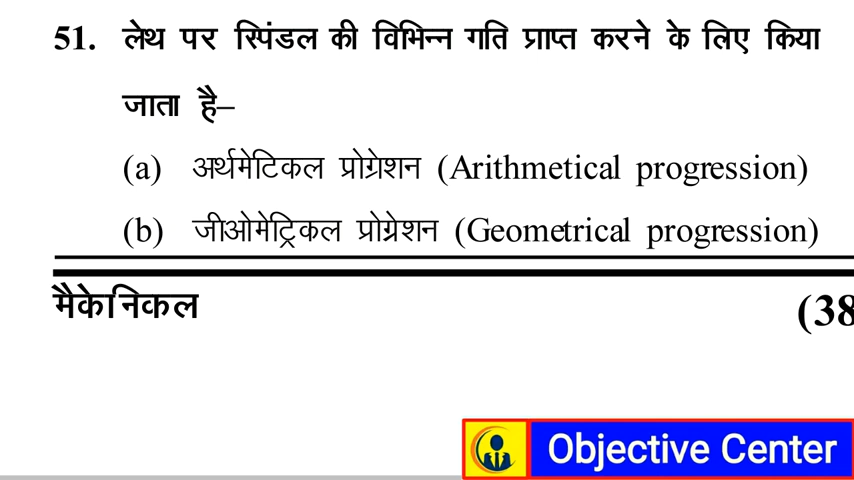 51. लेथ पर स्पिंडल की विभिन्न गति प्राप्त करने के लिए किया
जाता है–
(a) अर्थमेटिकल प्रोग्रेशन (Arithmetical progression)
(b) जीओमेट्रिकल प्रोग्रेशन (Geometrical progression)
मैकेनिकल (38
Objective Center